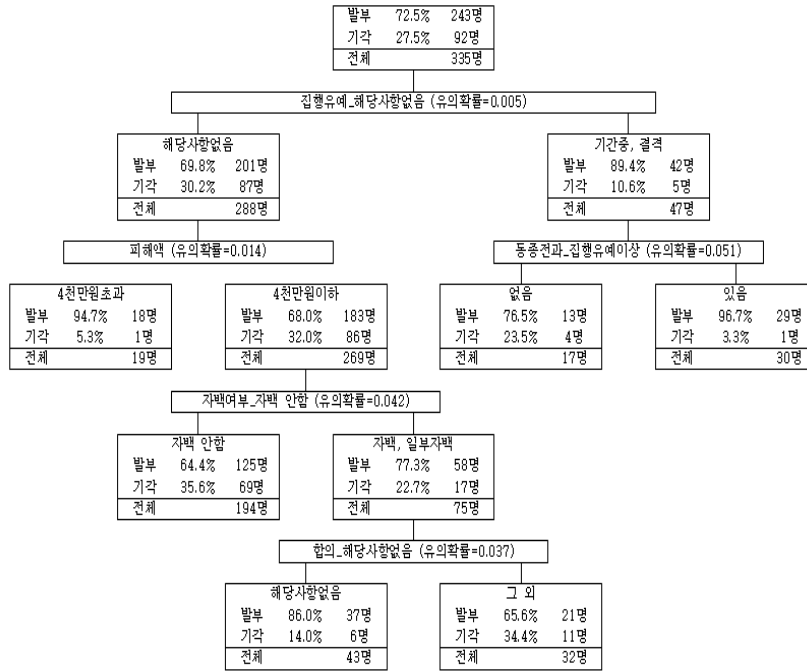 발부 72.5% 243명
기각 27.5% 92명
전체 335명
집행유예_해당사항없음 (유의확률=0.005)
해당사항없음
발부 69.8% 201명
기각 30.2% 87명
전체 288명
기간중, 결격
발부 89.4% 42명
기각 10.6% 5명
전체 47명
피해액 (유의확률=0.014)
동종전과_집행유예이상 (유의확률=0.051)
4천만원초과
발부 94.7% 18명
기각 5.3% 1명
전체 19명
4천만원이하
발부 68.0% 183명
기각 32.0% 86명
전체 269명
없음
발부 76.5% 13명
기각 23.5% 4명
전체 17명
있음
발부 96.7% 29명
기각 3.3% 1명
전체 30명
자백여부_자백 안함 (유의확률=0.042)
자백 안함
발부 64.4% 125명
기각 35.6% 69명
전체 194명
자백, 일부자백
발부 77.3% 58명
기각 22.7% 17명
전체 75명
합의_해당사항없음 (유의확률=0.037)
해당사항없음
발부 86.0% 37명
기각 14.0% 6명
전체 43명
그 외
발부 65.6% 21명
기각 34.4% 11명
전체 32명